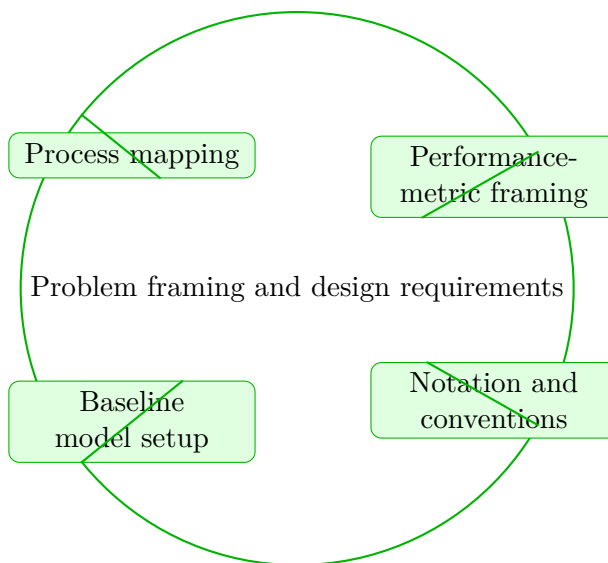 Process mapping
Performance-
metric framing
Problem framing and design requirements
Baseline
model setup
Notation and
conventions